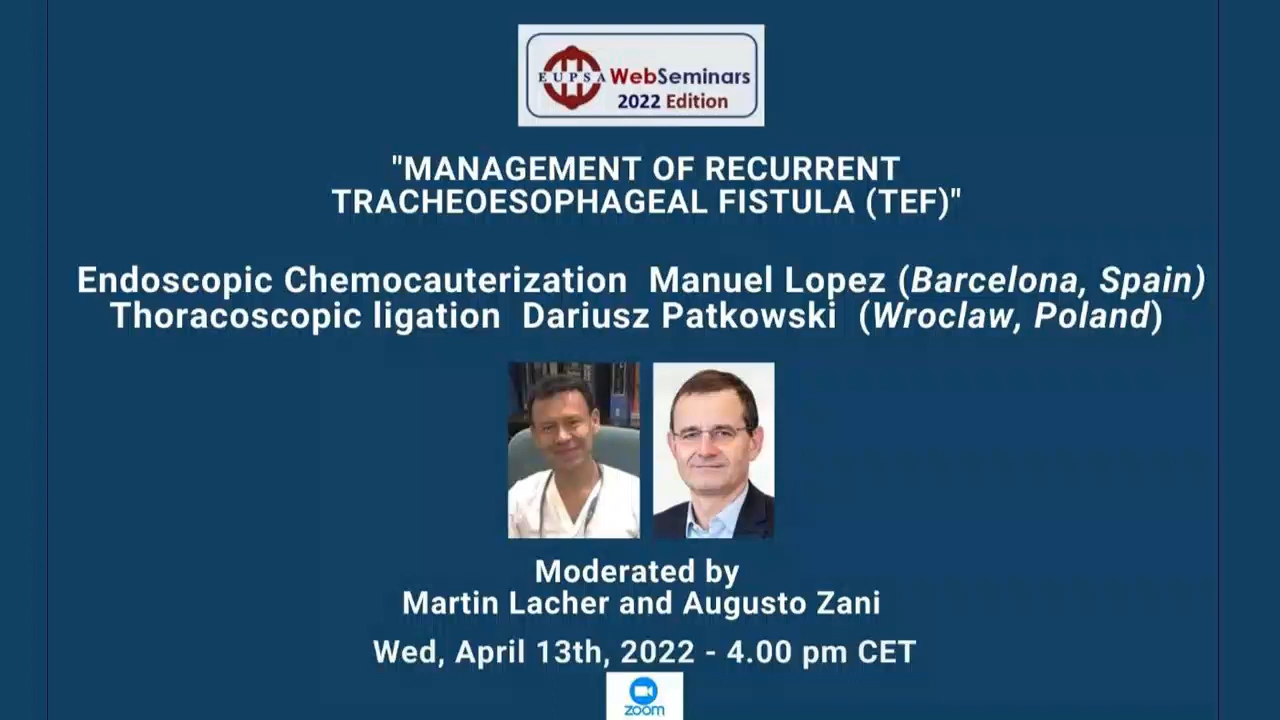 EUPSA WebSeminars
2022 Edition
"MANAGEMENT OF RECURRENT
TRACHEOESOPHAGEAL FISTULA (TEF)"
Endoscopic Chemocauterization Manuel Lopez (Barcelona, Spain)
Thoracoscopic ligation Dariusz Patkowski (Wroclaw, Poland)
Moderated by
Martin Lacher and Augusto Zani
Wed, April 13th, 2022 - 4.00 pm CET
zoom